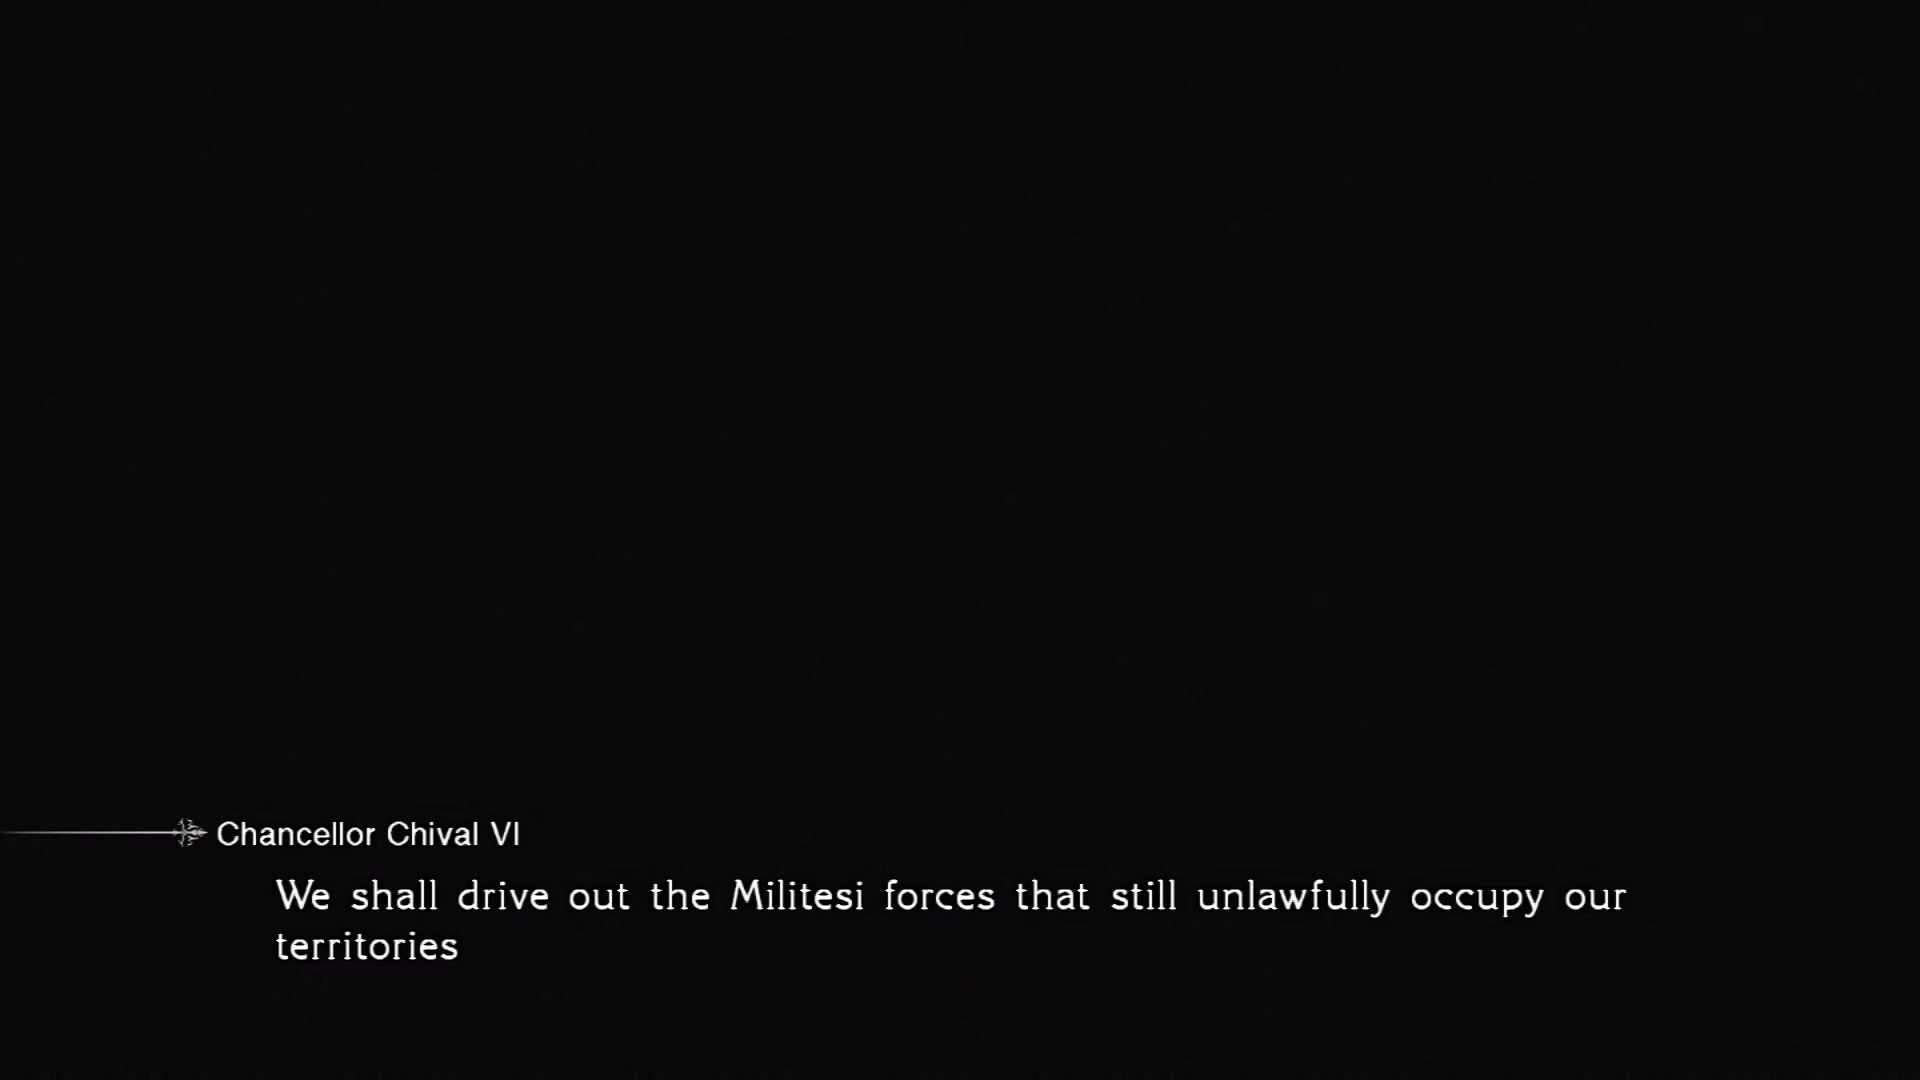 Chancellor Chival VI
We shall drive out the Militesi forces that still unlawfully occupy our
territories